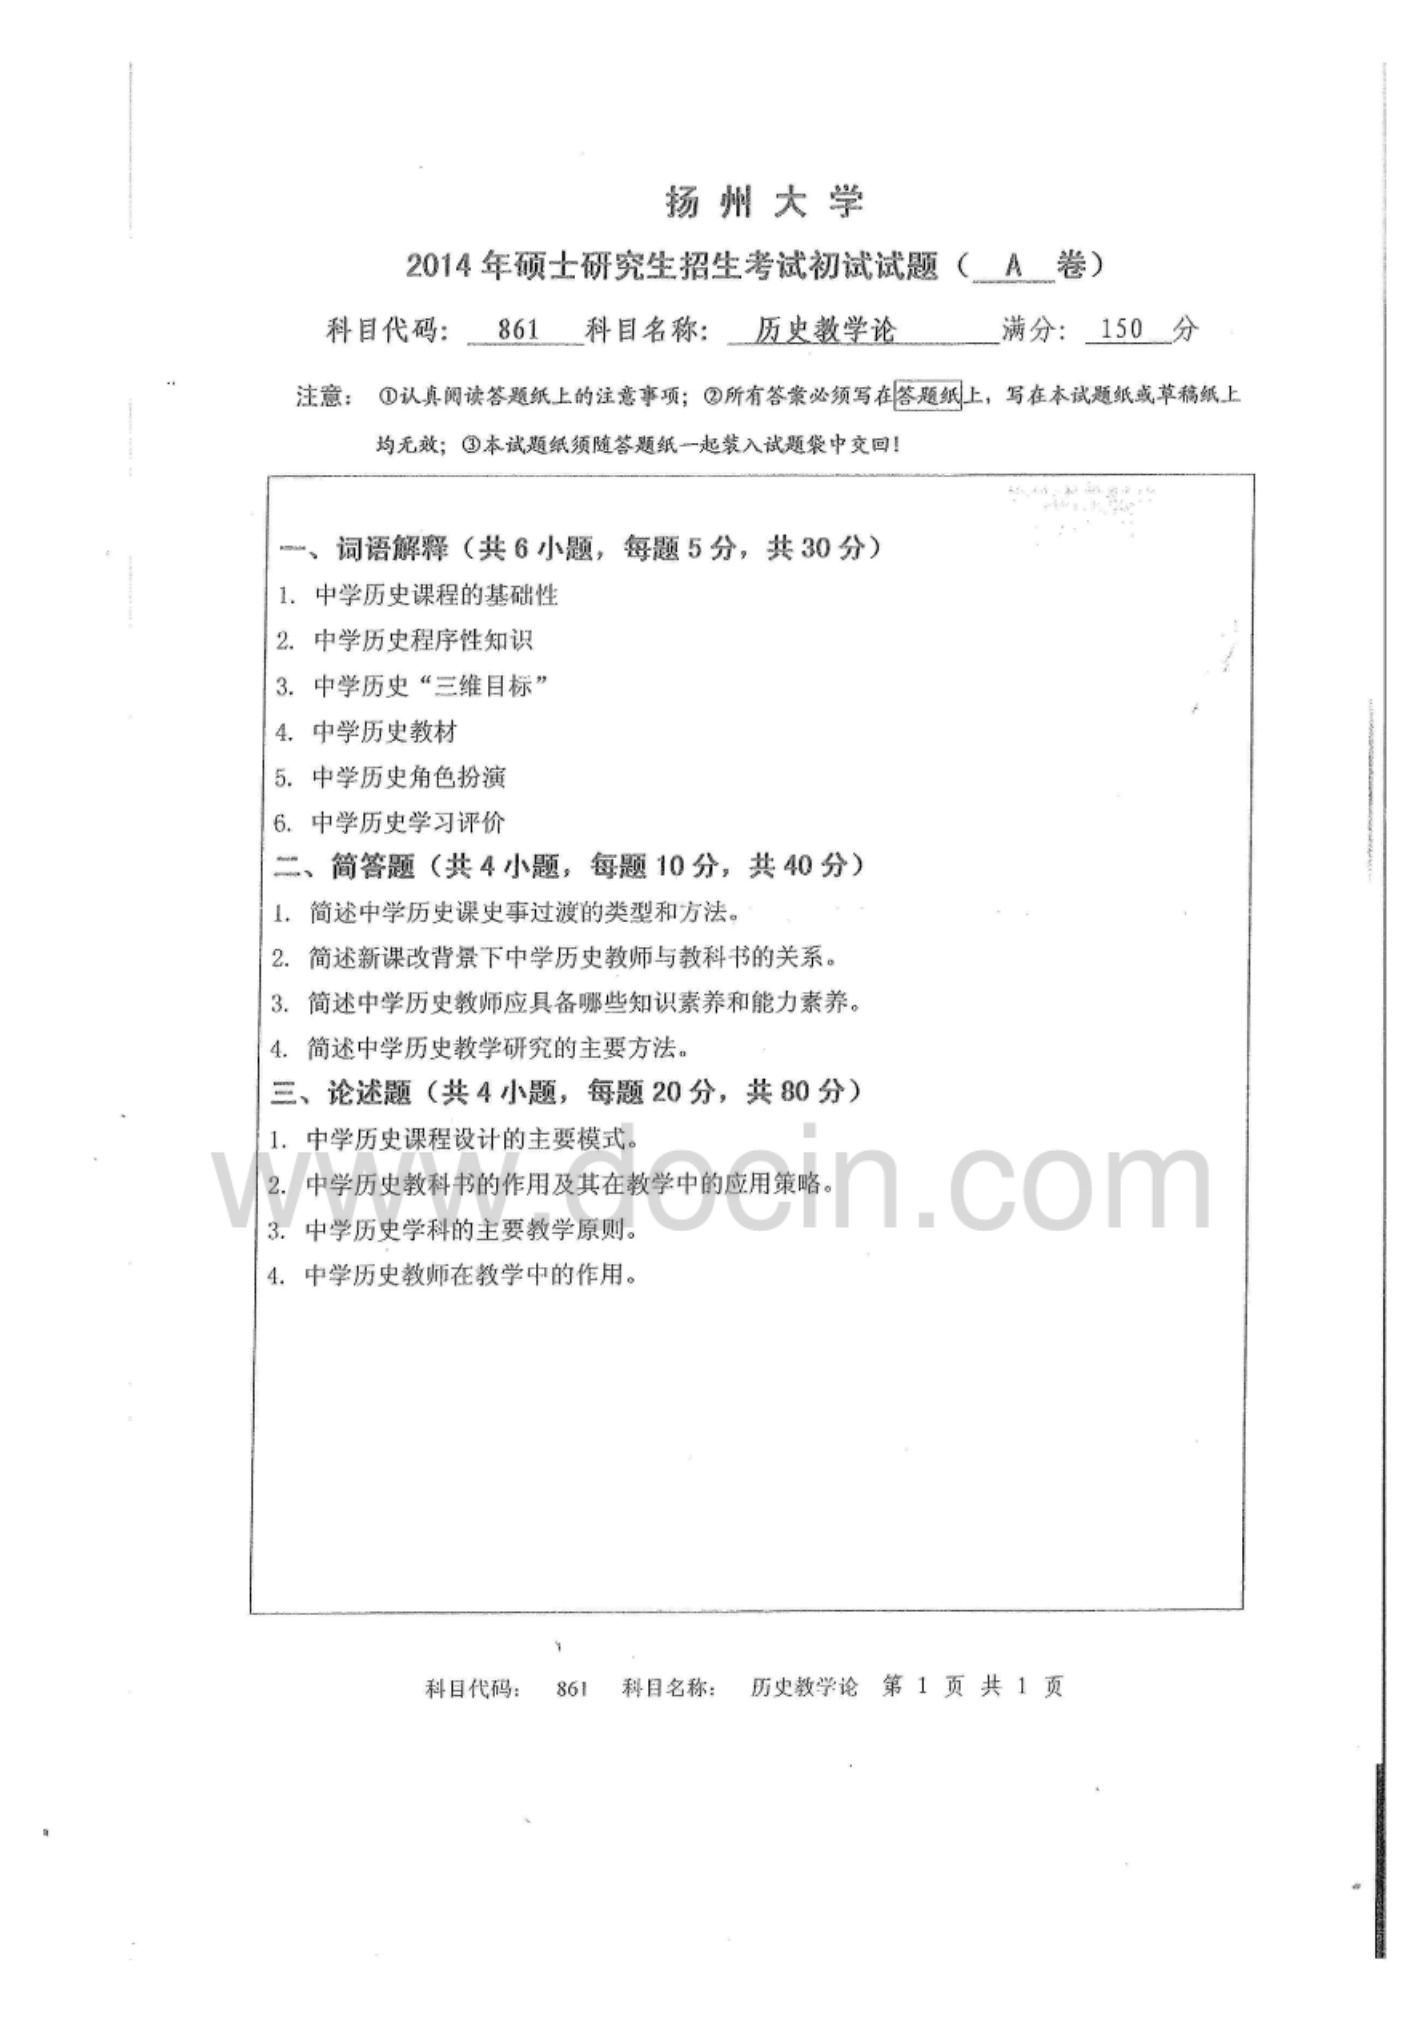 扬 州 大 学
2014 年硕士研究生招生考试初试试题（ A 卷）
科目代码： 861 科目名称： 历史教学论 满分： 150 分
注意： ①认真阅读答题纸上的注意事项；②所有答案必须写在答题纸上，写在本试题纸或草稿纸上
均无效；③本试题纸须随答题纸一起装入试题袋中交回！
一、词语解释（共 6 小题，每题 5 分，共 30 分）
1. 中学历史课程的基础性
2. 中学历史程序性知识
3. 中学历史“三维目标”
4. 中学历史教材
5. 中学历史角色扮演
6. 中学历史学习评价
二、简答题（共 4 小题，每题 10 分，共 40 分）
1. 简述中学历史课史事过渡的类型和方法。
2. 简述新课改背景下中学历史教师与教科书的关系。
3. 简述中学历史教师应具备哪些知识素养和能力素养。
4. 简述中学历史教学研究的主要方法。
三、论述题（共 4 小题，每题 20 分，共 80 分）
1. 中学历史课程设计的主要模式。
www.docin.com
2. 中学历史教科书的作用及其在教学中的应用策略。
3. 中学历史学科的主要教学原则。
4. 中学历史教师在教学中的作用。
科目代码： 861 科目名称： 历史教学论 第 1 页 共 1 页